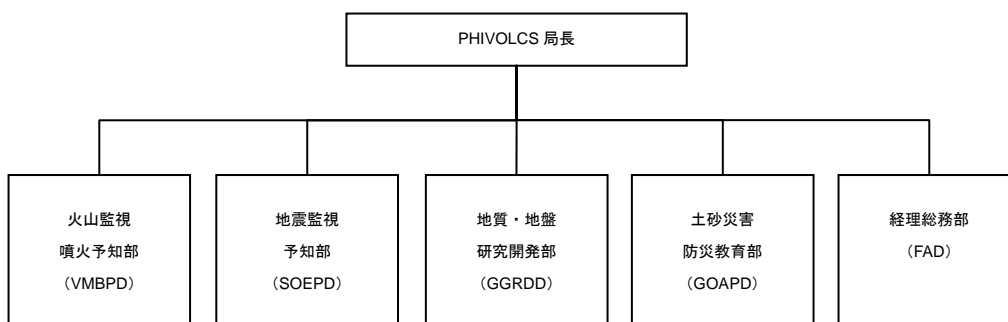 PHIVOLCS 局長
火山監視
噴火予知部
(VMBPD)
地震監視
予知部
(SOEPD)
地質・地盤
研究開発部
(GGRDD)
土砂災害
防災教育部
(GOAPD)
経理総務部
(FAD)